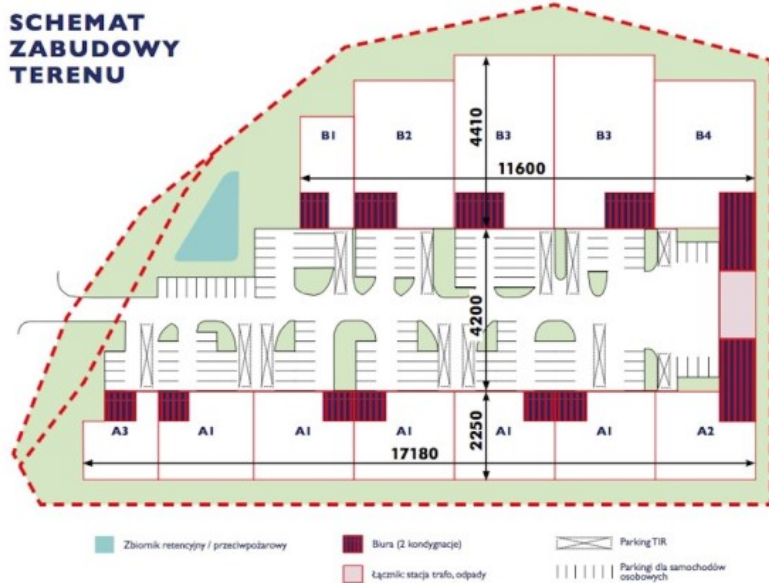 SCHEMAT
ZABUDOWY
TERENU
B1
B2
B3
B3
B4
4410
11600
4200
A3
A1
A1
A1
A1
A1
A2
2250
17180
Zbiornik retencyjny / przeciwpożarowy
Biura (2 kondygnacje)
Parking TIR
Łącznik: stacja trafo, odpady
Parkingi dla samochodów
osobowych